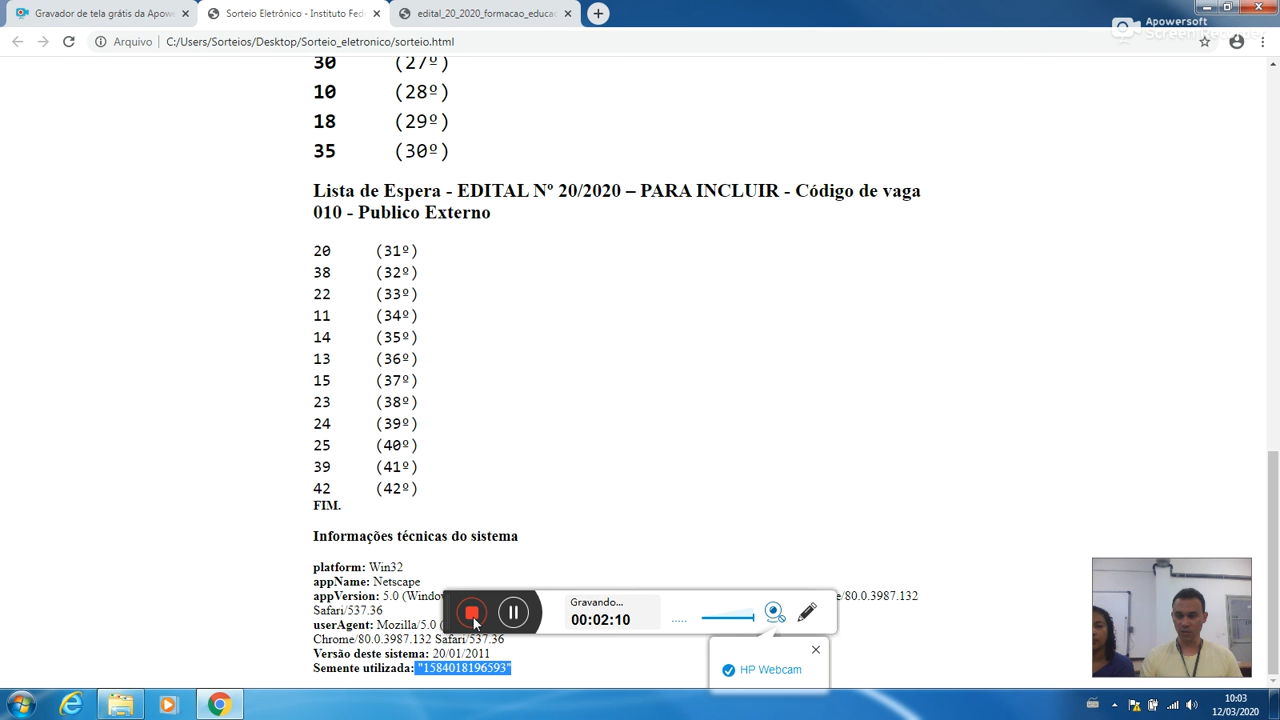 Gravador de tela grátis da Apowe
Sorteio Eletrônico - Instituto Fed
edital_20_2020_formacao_educ
Apowersoft
Screen Recorder
Arquivo | C:/Users/Sorteios/Desktop/Sorteio_eletronico/sorteio.html
30 (27º)
10 (28º)
18 (29º)
35 (30º)
Lista de Espera - EDITAL Nº 20/2020 – PARA INCLUIR - Código de vaga
010 - Publico Externo
20 (31º)
38 (32º)
22 (33º)
11 (34º)
14 (35º)
13 (36º)
15 (37º)
23 (38º)
24 (39º)
25 (40º)
39 (41º)
42 (42º)
FIM.
Informações técnicas do sistema
platform: Win32
appName: Netscape
appVersion: 5.0 (Windo e/80.0.3987.132
Safari/537.36
userAgent: Mozilla/5.0 (
Chrome/80.0.3987.132 Safari/537.36
Versão deste sistema: 20/01/2011
Semente utilizada: "1584018196593"
Gravando...
00:02:10
HP Webcam
10:03
12/03/2020